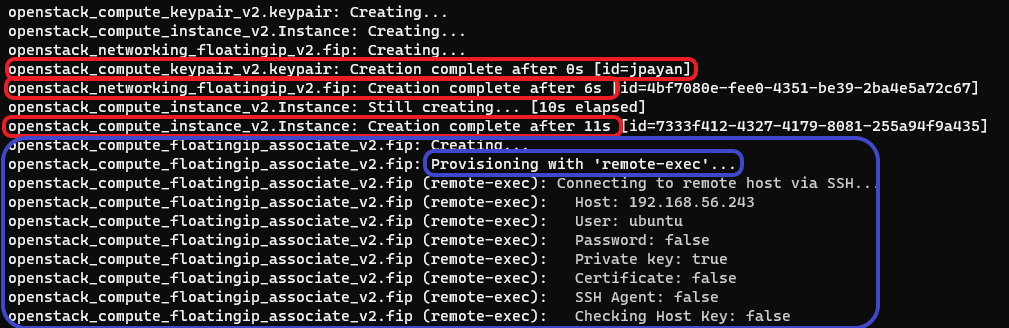 openstack_compute_keypair_v2.keypair: Creating...
openstack_compute_instance_v2.Instance: Creating...
openstack_networking_floatingip_v2.fip: Creating...
openstack_compute_keypair_v2.keypair: Creation complete after 0s [id=jpayan]
openstack_networking_floatingip_v2.fip: Creation complete after 6s [id=4bf7080e-fee0-4351-be39-2ba4e5a72c67]
openstack_compute_instance_v2.Instance: Still creating... [10s elapsed]
openstack_compute_instance_v2.Instance: Creation complete after 11s [id=7333f412-4327-4179-8081-255a94f9a435]
openstack_compute_floatingip_associate_v2.fip: Creating...
openstack_compute_floatingip_associate_v2.fip: Provisioning with 'remote-exec'...
openstack_compute_floatingip_associate_v2.fip (remote-exec): Connecting to remote host via SSH...
openstack_compute_floatingip_associate_v2.fip (remote-exec):   Host: 192.168.56.243
openstack_compute_floatingip_associate_v2.fip (remote-exec):   User: ubuntu
openstack_compute_floatingip_associate_v2.fip (remote-exec):   Password: false
openstack_compute_floatingip_associate_v2.fip (remote-exec):   Private key: true
openstack_compute_floatingip_associate_v2.fip (remote-exec):   Certificate: false
openstack_compute_floatingip_associate_v2.fip (remote-exec):   SSH Agent: false
openstack_compute_floatingip_associate_v2.fip (remote-exec):   Checking Host Key: false